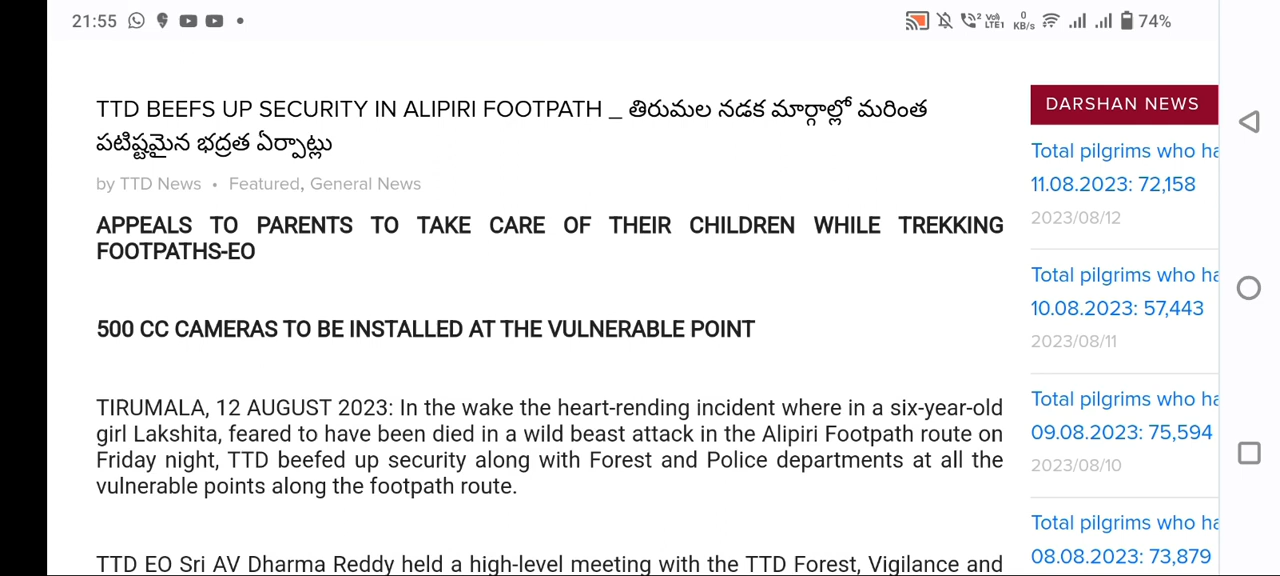 21:55
Vo) LTE1 0 KB/s 74%
TTD BEEFS UP SECURITY IN ALIPIRI FOOTPATH _ తిరుమల నడక మార్గాల్లో మరింత
పటిష్టమైన భద్రత ఏర్పాట్లు
by TTD News • Featured, General News
APPEALS TO PARENTS TO TAKE CARE OF THEIR CHILDREN WHILE TREKKING
FOOTPATHS-EO
500 CC CAMERAS TO BE INSTALLED AT THE VULNERABLE POINT
TIRUMALA, 12 AUGUST 2023: In the wake the heart-rending incident where in a six-year-old
girl Lakshita, feared to have been died in a wild beast attack in the Alipiri Footpath route on
Friday night, TTD beefed up security along with Forest and Police departments at all the
vulnerable points along the footpath route.
TTD EO Sri AV Dharma Reddy held a high-level meeting with the TTD Forest, Vigilance and
DARSHAN NEWS
Total pilgrims who ha
11.08.2023: 72,158
2023/08/12
Total pilgrims who ha
10.08.2023: 57,443
2023/08/11
Total pilgrims who ha
09.08.2023: 75,594
2023/08/10
Total pilgrims who ha
08.08.2023: 73,879